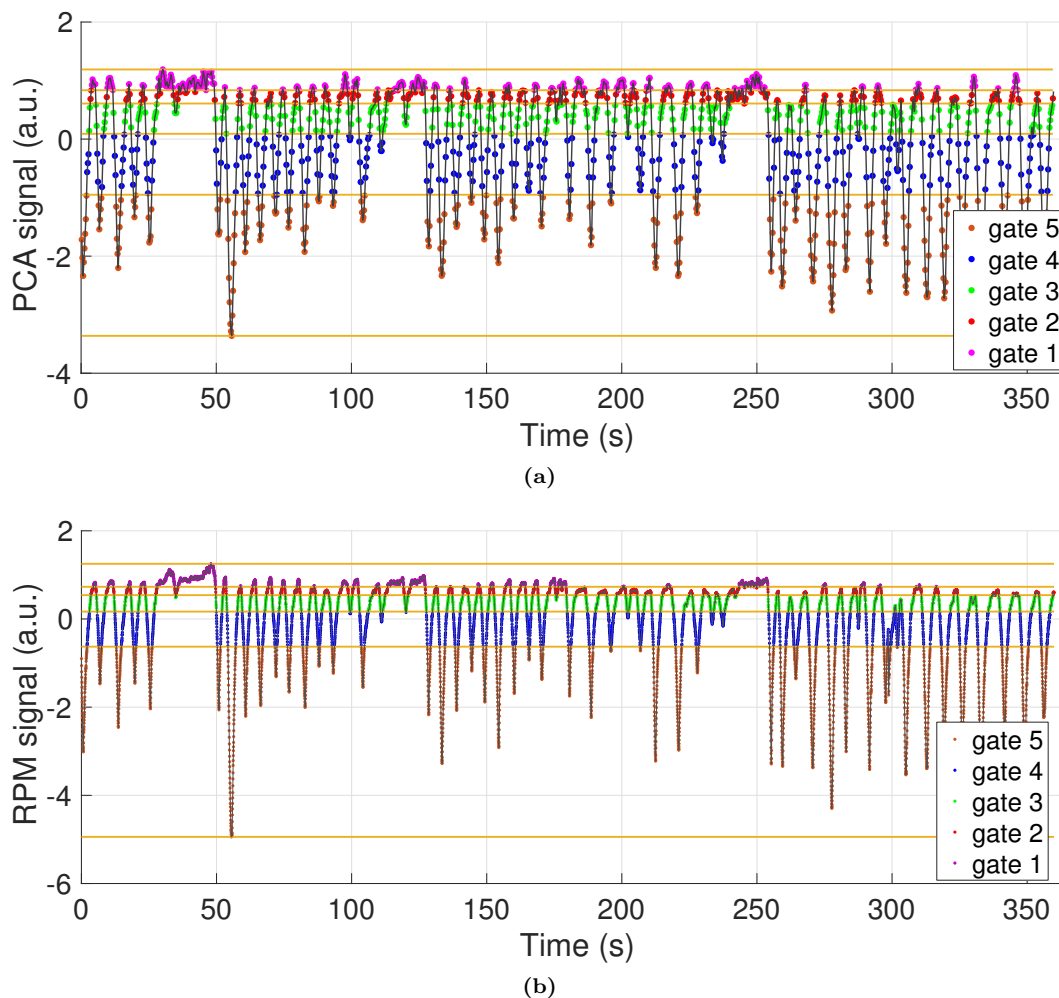 2
0
-2
-4
PCA signal (a.u.)
gate 5
gate 4
gate 3
gate 2
gate 1
0 50 100 150 200 250 300 350
Time (s)
(a)
2
0
-2
-4
-6
RPM signal (a.u.)
gate 5
gate 4
gate 3
gate 2
gate 1
0 50 100 150 200 250 300 350
Time (s)
(b)